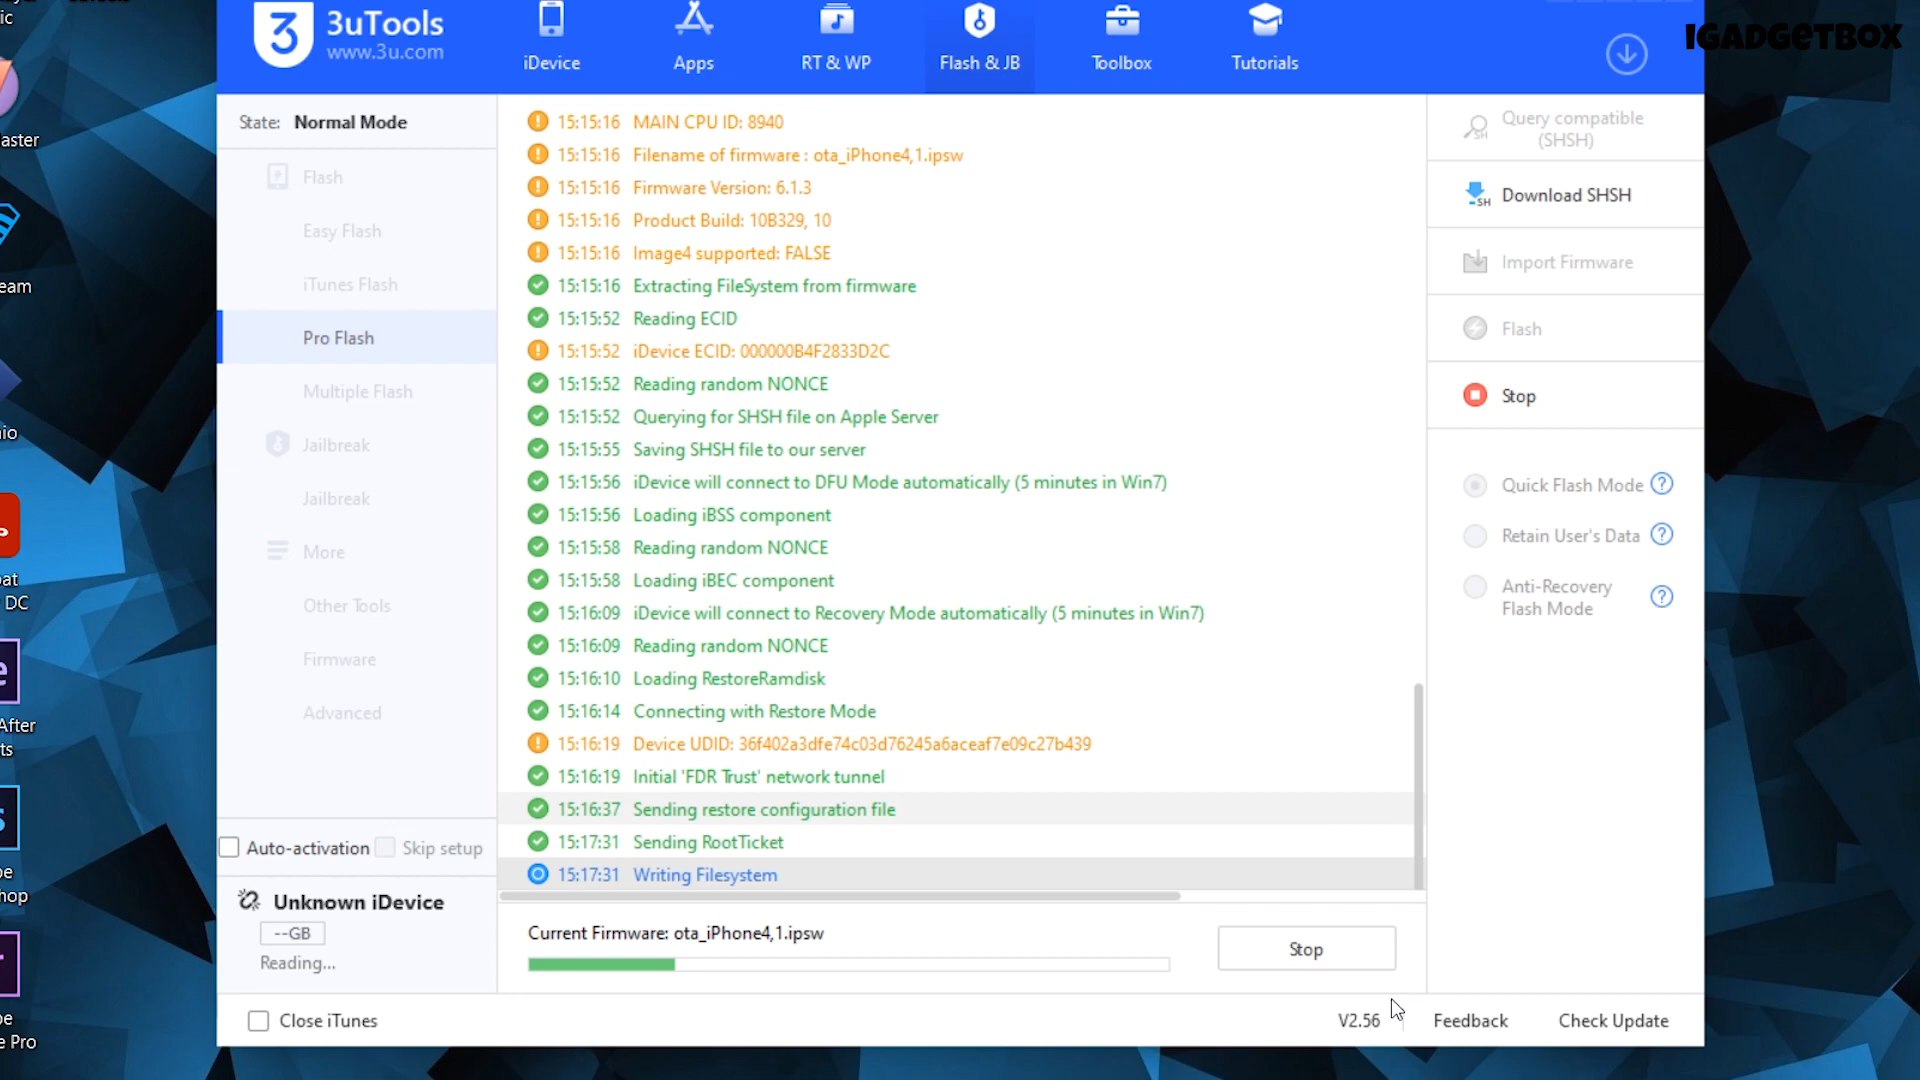 ic
3uTools
www.3u.com
iDevice
Apps
RT & WP
Flash & JB
Toolbox
Tutorials
IGADGETBOX
aster
eam
nio
bat
DC
After
ts
be
hop
be
e Pro
State: Normal Mode
Flash
Easy Flash
iTunes Flash
Pro Flash
Multiple Flash
Jailbreak
Jailbreak
More
Other Tools
Firmware
Advanced
Auto-activation
Skip setup
Unknown iDevice
--GB
Reading...
15:15:16 MAIN CPU ID: 8940
15:15:16 Filename of firmware : ota_iPhone4,1.ipsw
15:15:16 Firmware Version: 6.1.3
15:15:16 Product Build: 10B329, 10
15:15:16 Image4 supported: FALSE
15:15:16 Extracting FileSystem from firmware
15:15:52 Reading ECID
15:15:52 iDevice ECID: 000000B4F2833D2C
15:15:52 Reading random NONCE
15:15:52 Querying for SHSH file on Apple Server
15:15:55 Saving SHSH file to our server
15:15:56 iDevice will connect to DFU Mode automatically (5 minutes in Win7)
15:15:56 Loading iBSS component
15:15:58 Reading random NONCE
15:15:58 Loading iBEC component
15:16:09 iDevice will connect to Recovery Mode automatically (5 minutes in Win7)
15:16:09 Reading random NONCE
15:16:10 Loading RestoreRamdisk
15:16:14 Connecting with Restore Mode
15:16:19 Device UDID: 36f402a3dfe74c03d76245a6aceaf7e09c27b439
15:16:19 Initial 'FDR Trust' network tunnel
15:16:37 Sending restore configuration file
15:17:31 Sending RootTicket
15:17:31 Writing Filesystem
Current Firmware: ota_iPhone4,1.ipsw
Stop
Query compatible
(SHSH)
Download SHSH
Import Firmware
Flash
Stop
Quick Flash Mode
Retain User's Data
Anti-Recovery
Flash Mode
Close iTunes
V2.56
Feedback
Check Update